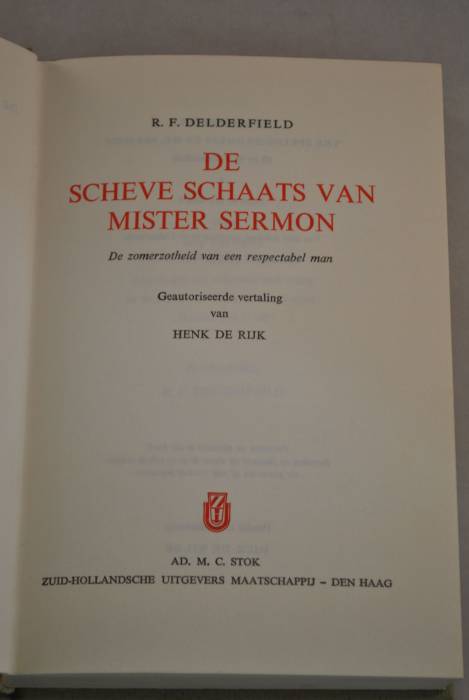 R. F. DELDERFIELD
DE
SCHEVE SCHAATS VAN
MISTER SERMON
De zomerzotheid van een respectabel man
Geautoriseerde vertaling
van
HENK DE RIJK
AD. M. C. STOK
ZUID-HOLLANDSCHE UITGEVERS MAATSCHAPPIJ – DEN HAAG